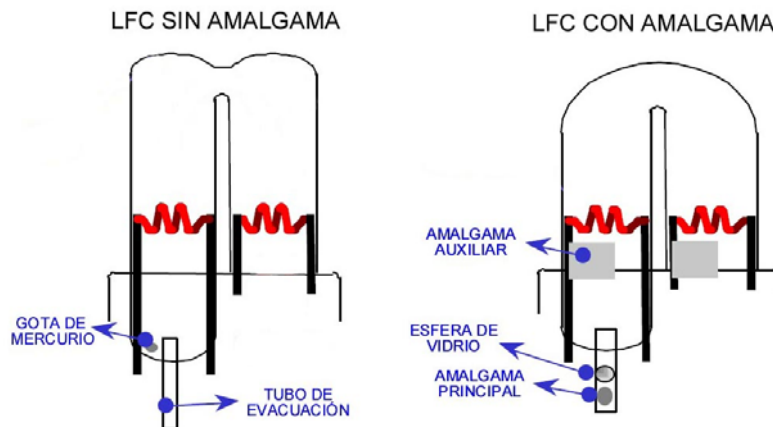 LFC SIN AMALGAMA
GOTA DE
MERCURIO
TUBO DE
EVACUACIÓN
LFC CON AMALGAMA
AMALGAMA
AUXILIAR
ESFERA DE
VIDRIO
AMALGAMA
PRINCIPAL